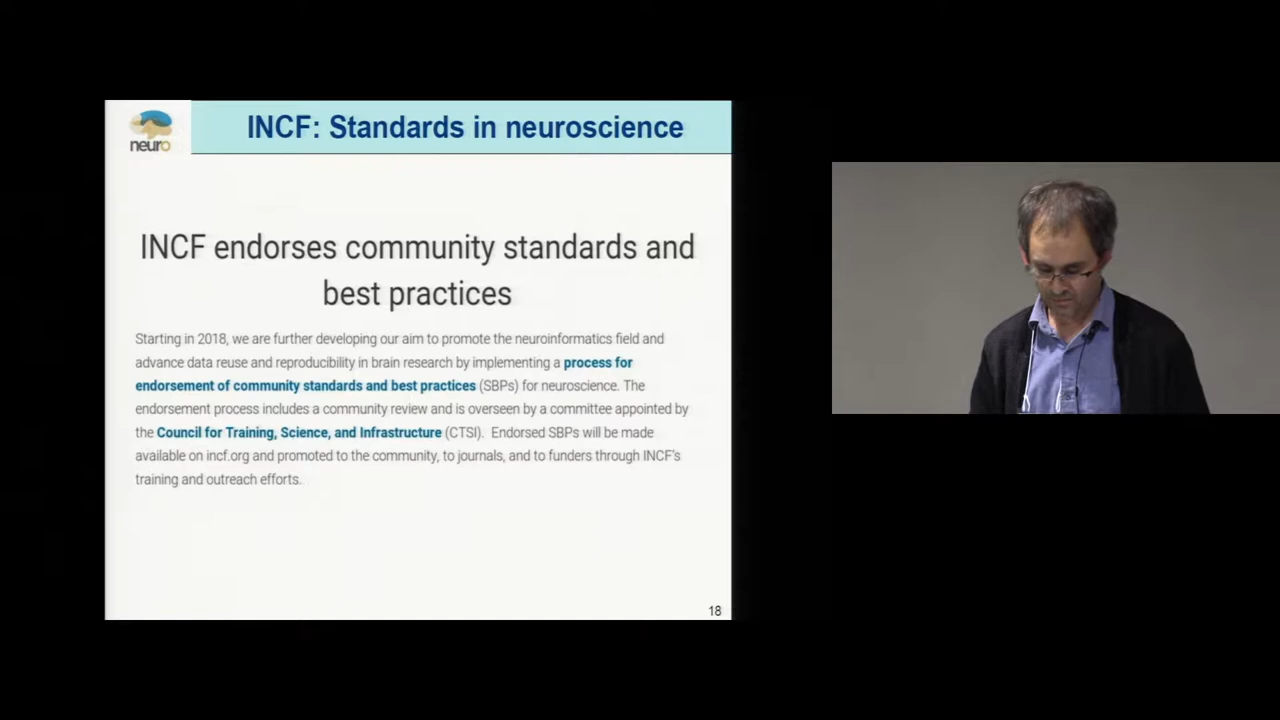 neuro
INCF: Standards in neuroscience
INCF endorses community standards and
best practices
Starting in 2018, we are further developing our aim to promote the neuroinformatics field and
advance data reuse and reproducibility in brain research by implementing a process for
endorsement of community standards and best practices (SBPs) for neuroscience. The
endorsement process includes a community review and is overseen by a committee appointed by
the Council for Training, Science, and Infrastructure (CTSI). Endorsed SBPs will be made
available on incf.org and promoted to the community, to journals, and to funders through INCF's
training and outreach efforts.
18